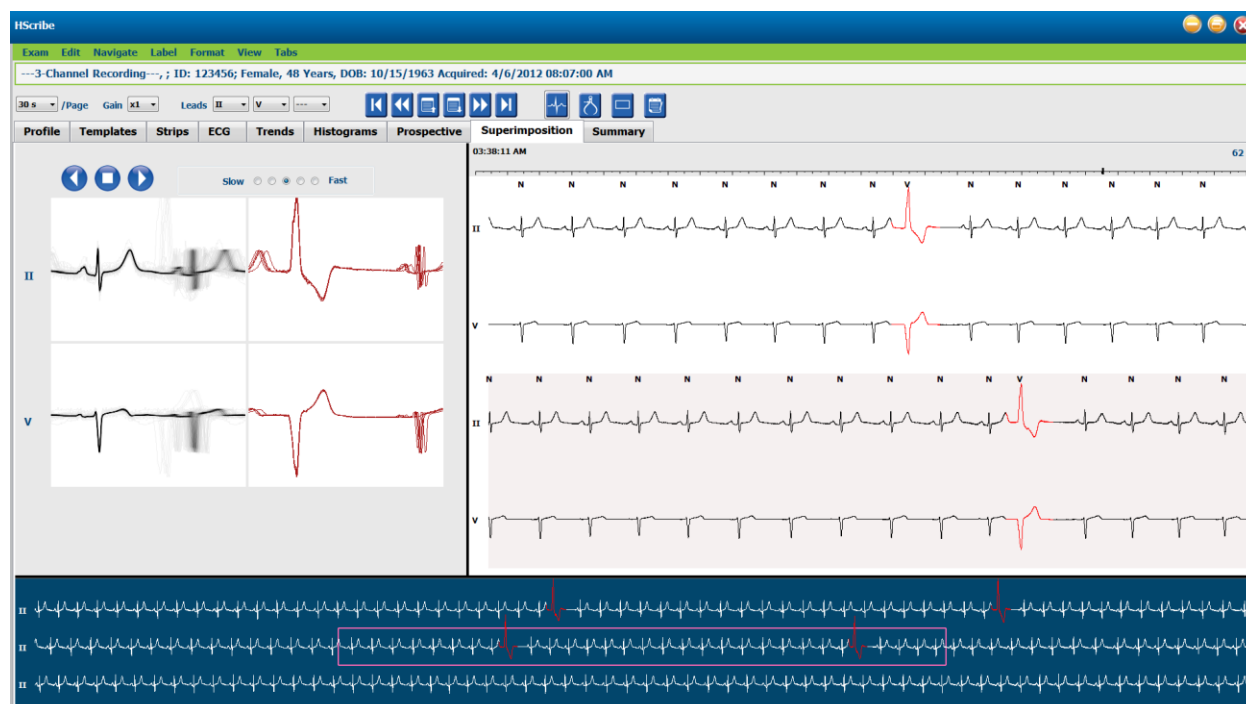 HScribe
Exam Edit Navigate Label Format View Tabs
---3-Channel Recording---, ; ID: 123456; Female, 48 Years, DOB: 10/15/1963 Acquired: 4/6/2012 08:07:00 AM
30 s /Page Gain x1 Leads II V ---
Profile Templates Strips ECG Trends Histograms Prospective Superimposition Summary
03:38:11 AM 62
Slow Fast
N N N N N N N N V N N N N N N
II
II
V
V
N N N N N N N N N N N V N N N N
II
V
II
II
II